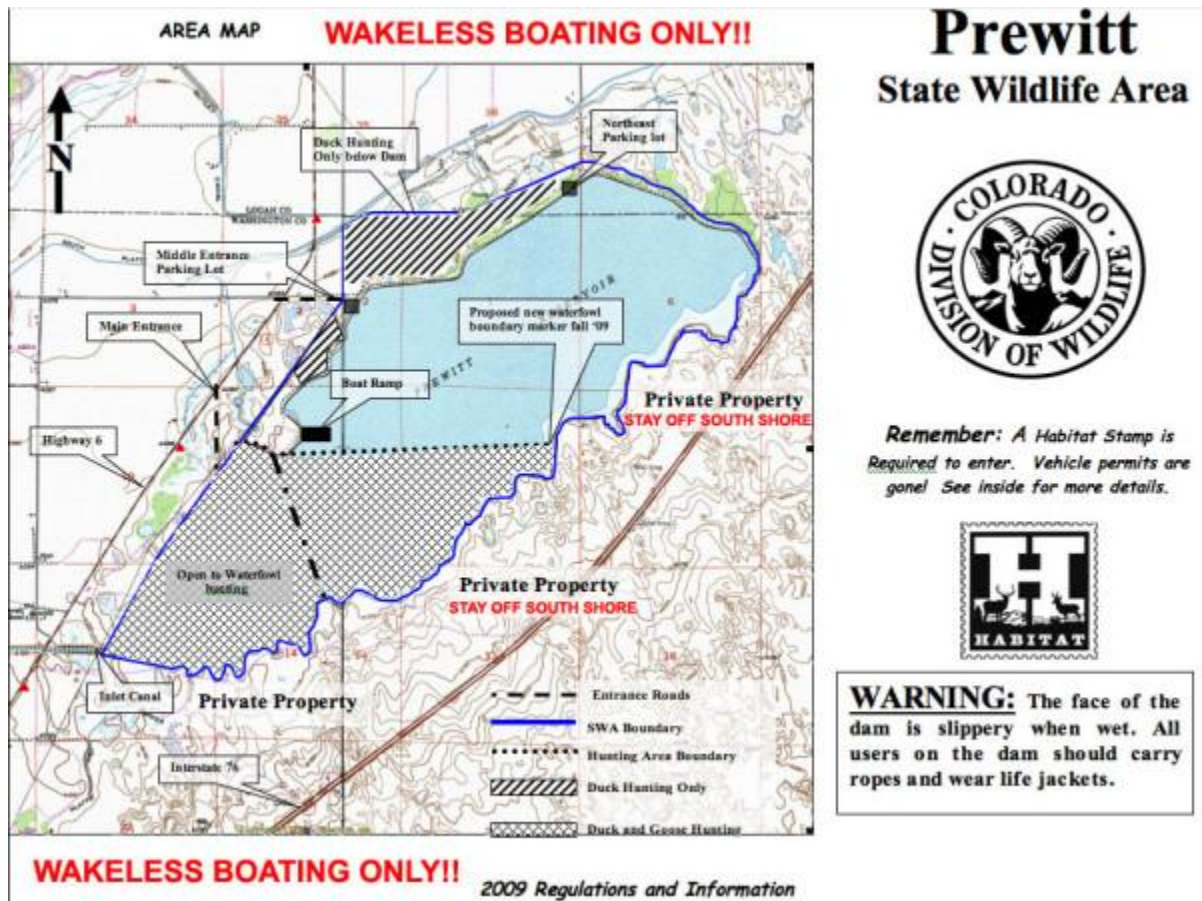 AREA MAP
WAKELESS BOATING ONLY!!
Prewitt
State Wildlife Area
COLORADO
DIVISION OF WILDLIFE
N
Duck Hunting
Only below Dam
Northeast
Parking lot
LOGAN CO
WASHINGTON CO
Middle Entrance
Parking Lot
Proposed new waterfowl
boundary marker fall '09
Main Entrance
PREWITT
Boat Ramp
Private Property
STAY OFF SOUTH SHORE
Highway 6
Remember: A Habitat Stamp is
Required to enter. Vehicle permits are
gone! See inside for more details.
H
HABITAT
Open to Waterfowl
hunting
Private Property
STAY OFF SOUTH SHORE
Inlet Canal
Private Property
Interstate 76
Entrance Roads
SWA Boundary
Hunting Area Boundary
Duck Hunting Only
Duck and Goose Hunting
WARNING: The face of the
dam is slippery when wet. All
users on the dam should carry
ropes and wear life jackets.
WAKELESS BOATING ONLY!!
2009 Regulations and Information